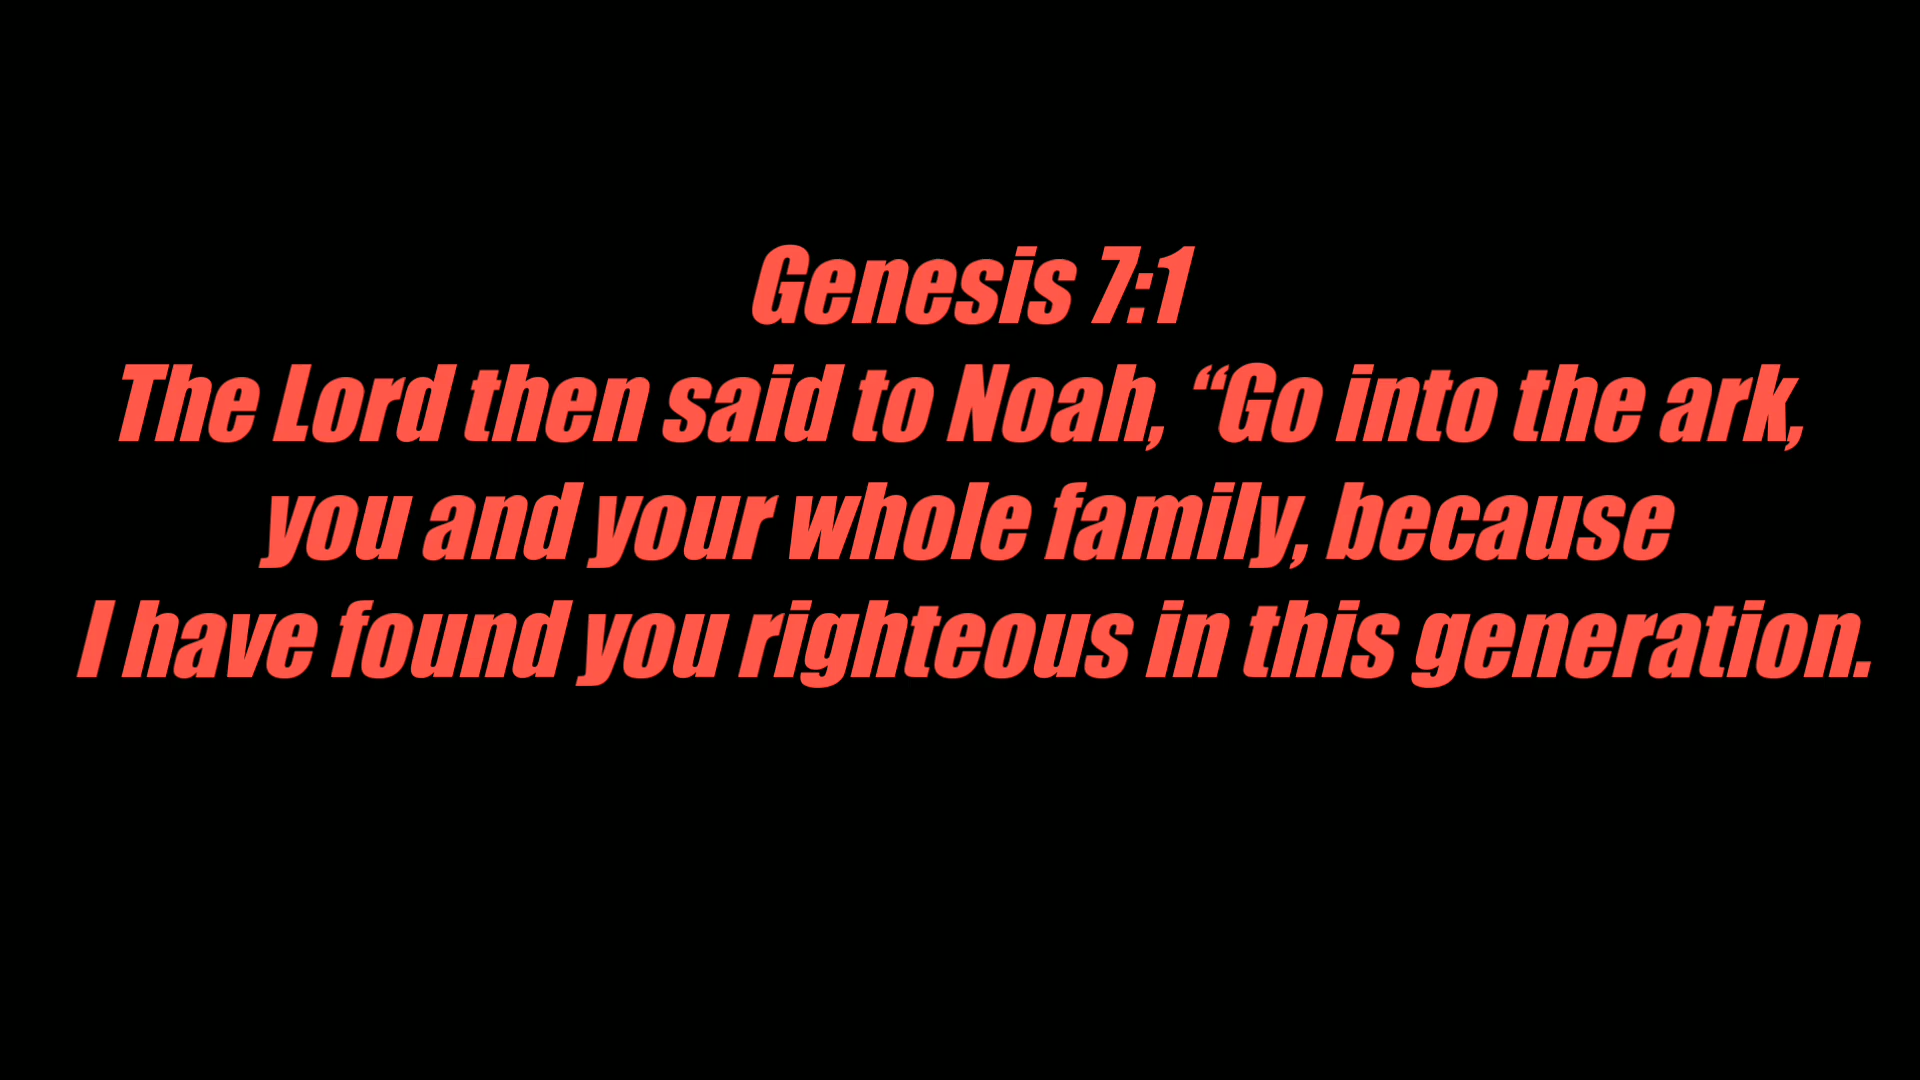 Genesis 7:1
The Lord then said to Noah, “Go into the ark,
you and your whole family, because
I have found you righteous in this generation.